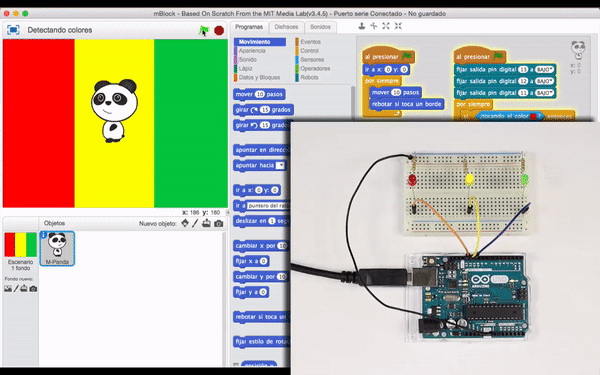 mBlock - Based On Scratch From the MIT Media Lab(v3.4.5) - Puerto serie Conectado - No guardado
Detectando colores
Programas
Disfraces
Sonidos
Movimiento
Eventos
Apariencia
Control
Sonido
Sensores
Lápiz
Operadores
Datos y Bloques
Robots
mover 10 pasos
girar 15 grados
girar 15 grados
apuntar en direcc
apuntar hacia
ir a x: 0 y: 0
ir a puntero del rat
deslizar en 1 seg
cambiar x por 10
fijar x a 0
cambiar y por 10
fijar y a 0
rebotar si toca un
fijar estilo de rota
al presionar
ir a x: 0 y: 0
por siempre
mover 10 pasos
rebotar si toca un borde
al presionar
fijar salida pin digital 13 a BAJO
fijar salida pin digital 12 a BAJO
fijar salida pin digital 11 a BAJO
por siempre
si ¿tocando el color entonces
x: 0
y: 0
x: 186 y: 180
Objetos
Nuevo objeto:
Escenario
1 fondo
Fondo nuevo:
M-Panda
ARDUINO